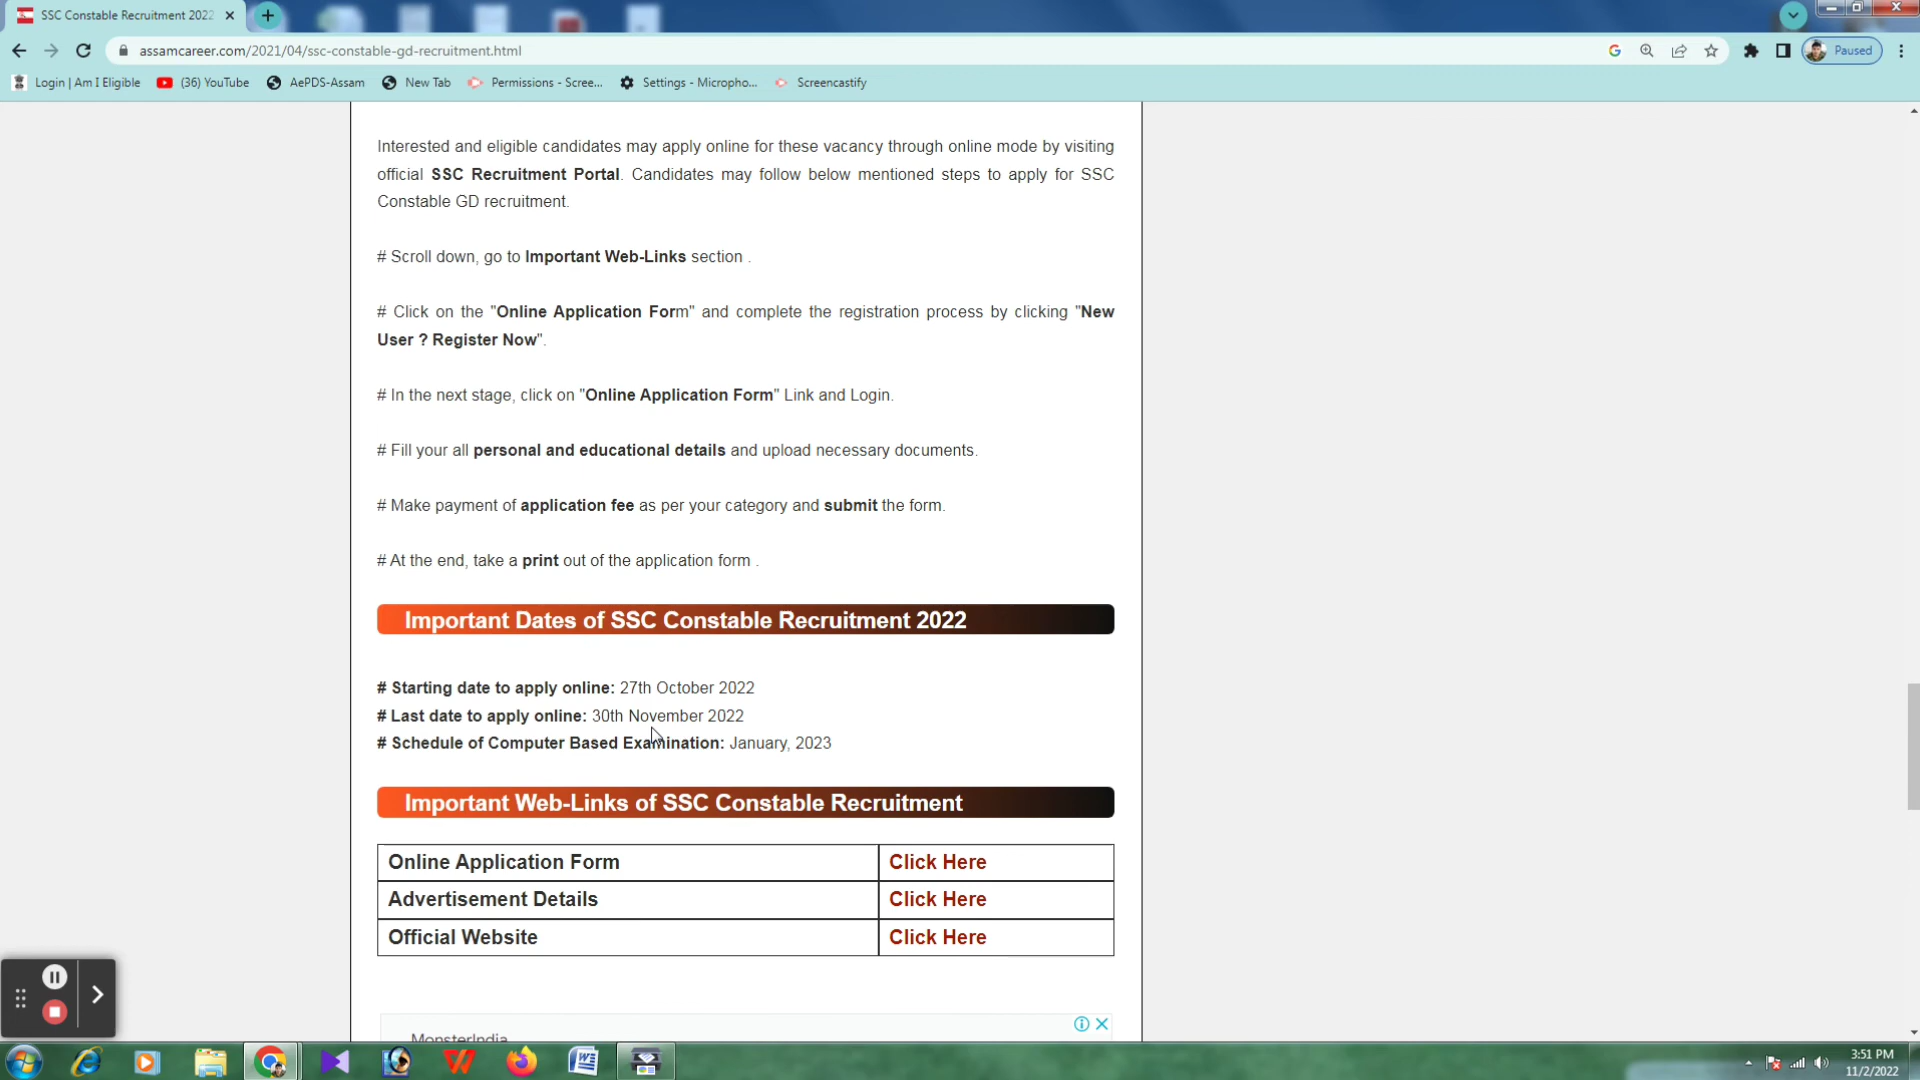 SSC Constable Recruitment 2022
assamcareer.com/2021/04/ssc-constable-gd-recruitment.html
Paused
Login | Am I Eligible
(36) YouTube
AePDS-Assam
New Tab
Permissions - Scree...
Settings - Micropho...
Screencastify
Interested and eligible candidates may apply online for these vacancy through online mode by visiting
official SSC Recruitment Portal. Candidates may follow below mentioned steps to apply for SSC
Constable GD recruitment.
# Scroll down, go to Important Web-Links section .
# Click on the "Online Application Form" and complete the registration process by clicking "New
User ? Register Now".
# In the next stage, click on "Online Application Form" Link and Login.
# Fill your all personal and educational details and upload necessary documents.
# Make payment of application fee as per your category and submit the form.
# At the end, take a print out of the application form .
Important Dates of SSC Constable Recruitment 2022
# Starting date to apply online: 27th October 2022
# Last date to apply online: 30th November 2022
# Schedule of Computer Based Examination: January, 2023
Important Web-Links of SSC Constable Recruitment
Online Application Form Click Here
Advertisement Details Click Here
Official Website Click Here
MonsterIndia
3:51 PM
11/2/2022